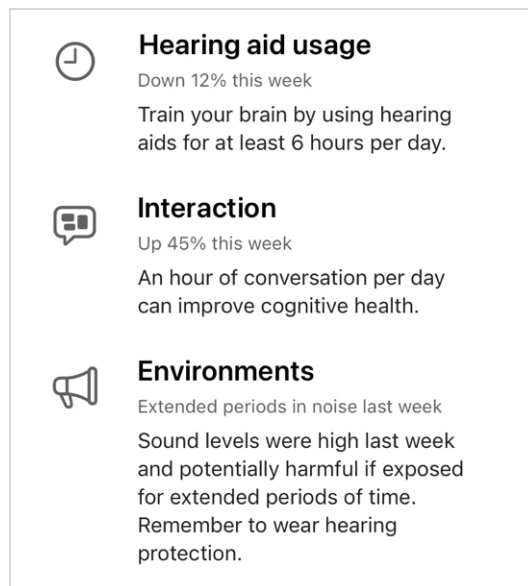 Hearing aid usage
Down 12% this week
Train your brain by using hearing
aids for at least 6 hours per day.
Interaction
Up 45% this week
An hour of conversation per day
can improve cognitive health.
Environments
Extended periods in noise last week
Sound levels were high last week
and potentially harmful if exposed
for extended periods of time.
Remember to wear hearing
protection.